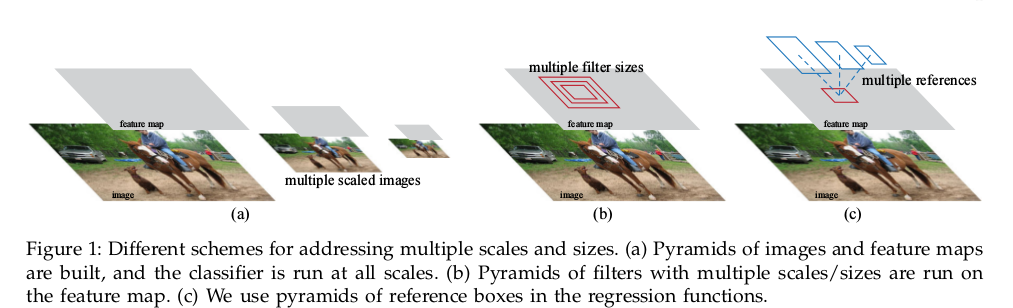 multiple filter sizes
multiple references
feature map
feature map
feature map
multiple scaled images
image
image
image
(a)
(b)
(c)
Figure 1: Different schemes for addressing multiple scales and sizes. (a) Pyramids of images and feature maps
are built, and the classifier is run at all scales. (b) Pyramids of filters with multiple scales/sizes are run on
the feature map. (c) We use pyramids of reference boxes in the regression functions.